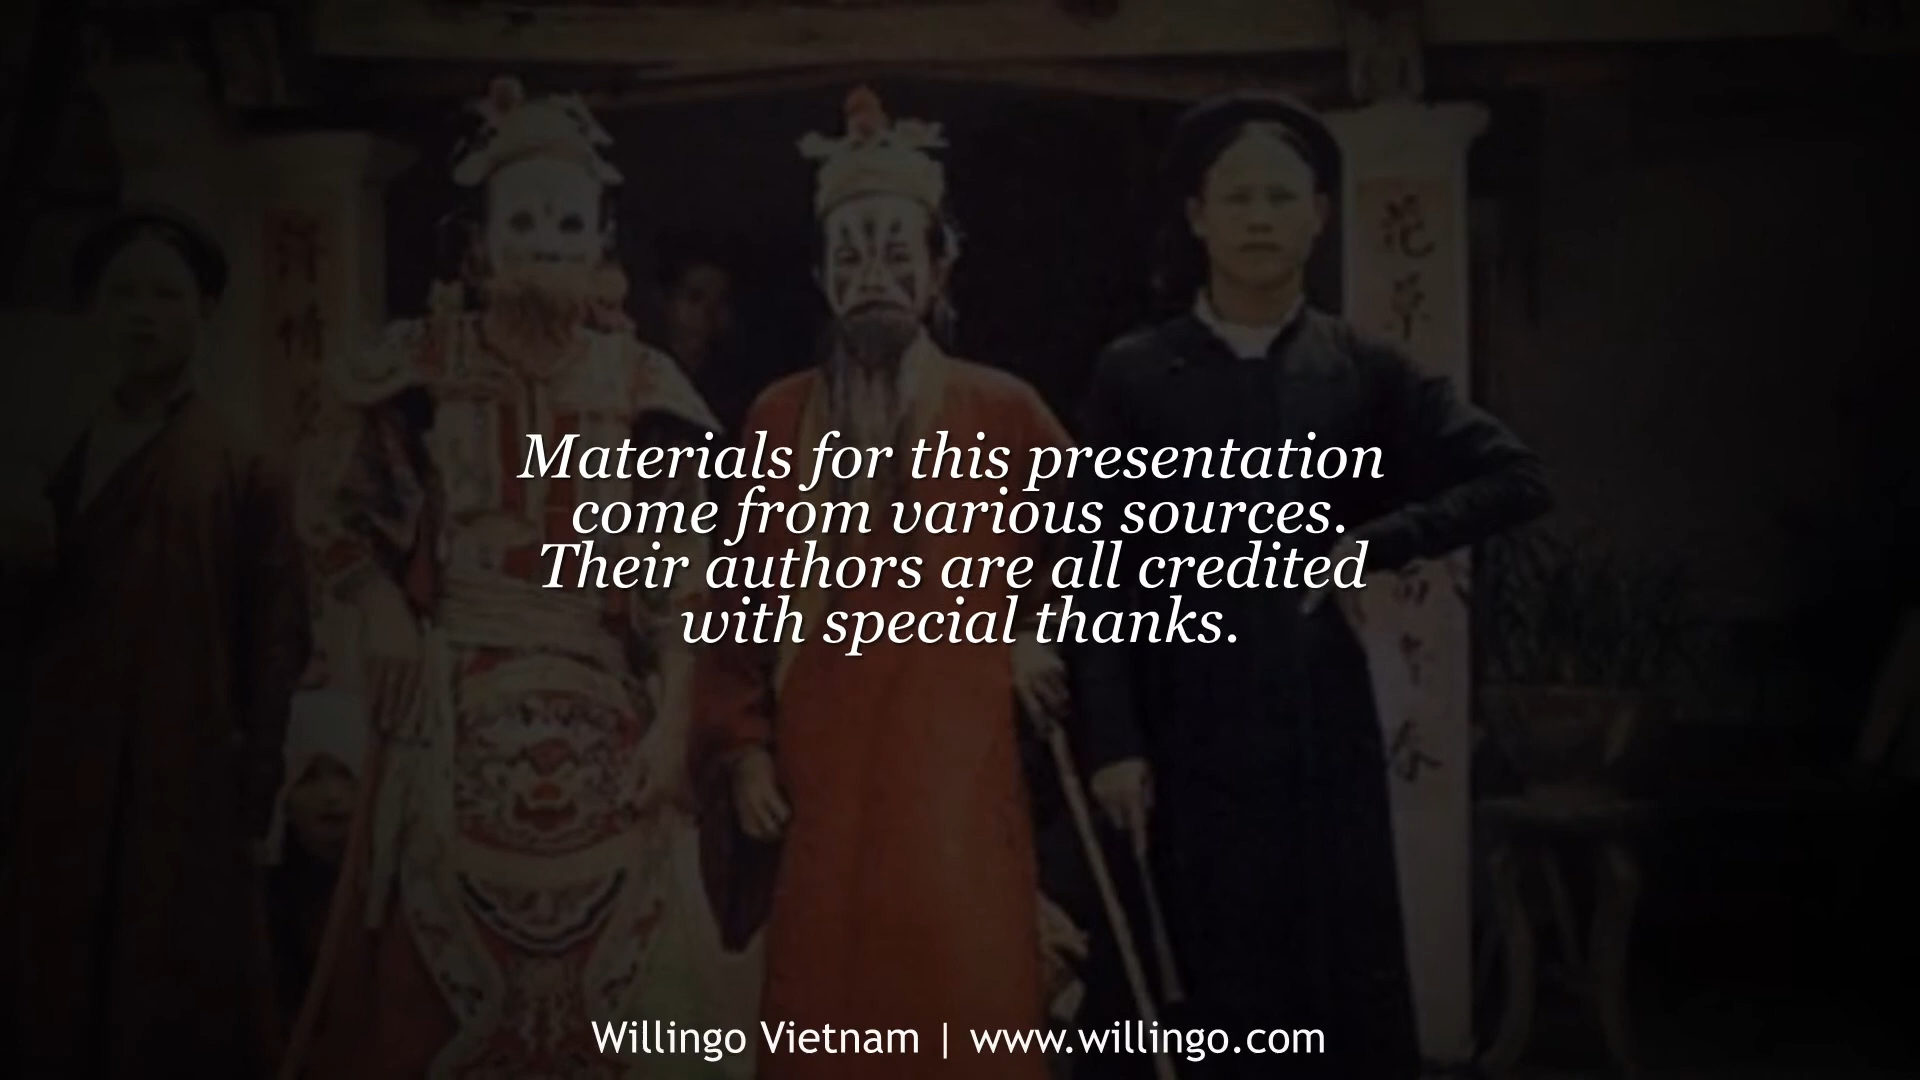 Materials for this presentation
come from various sources.
Their authors are all credited
with special thanks.
Willingo Vietnam | www.willingo.com